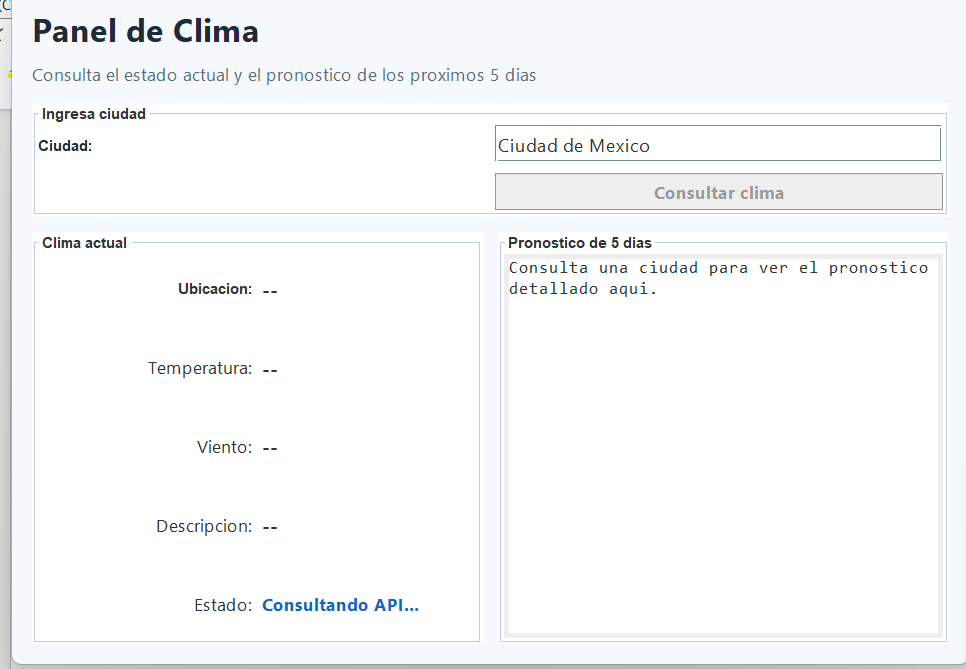 Panel de Clima
Consulta el estado actual y el pronostico de los proximos 5 dias
Ingresa ciudad
Ciudad:
Ciudad de Mexico
Consultar clima
Clima actual
Ubicacion: --
Temperatura: --
Viento: --
Descripcion: --
Estado: Consultando API...
Pronostico de 5 dias
Consulta una ciudad para ver el pronostico
detallado aqui.